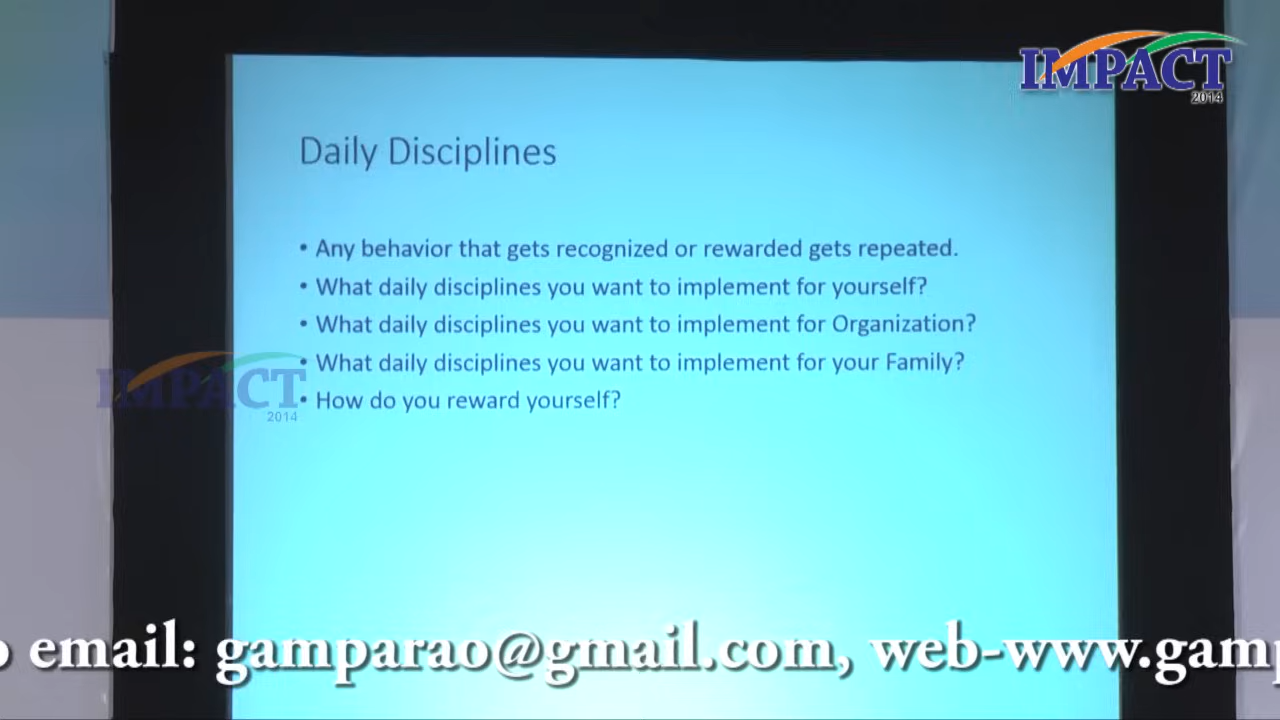 IMPACT
2014
Daily Disciplines
• Any behavior that gets recognized or rewarded gets repeated.
• What daily disciplines you want to implement for yourself?
• What daily disciplines you want to implement for Organization?
• What daily disciplines you want to implement for your Family?
IMPACT
2014
• How do you reward yourself?
email: gamparao@gmail.com, web-www.gam